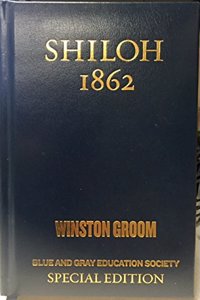 SHILOH
1862
WINSTON GROOM
BLUE AND GRAY EDUCATION SOCIETY
SPECIAL EDITION